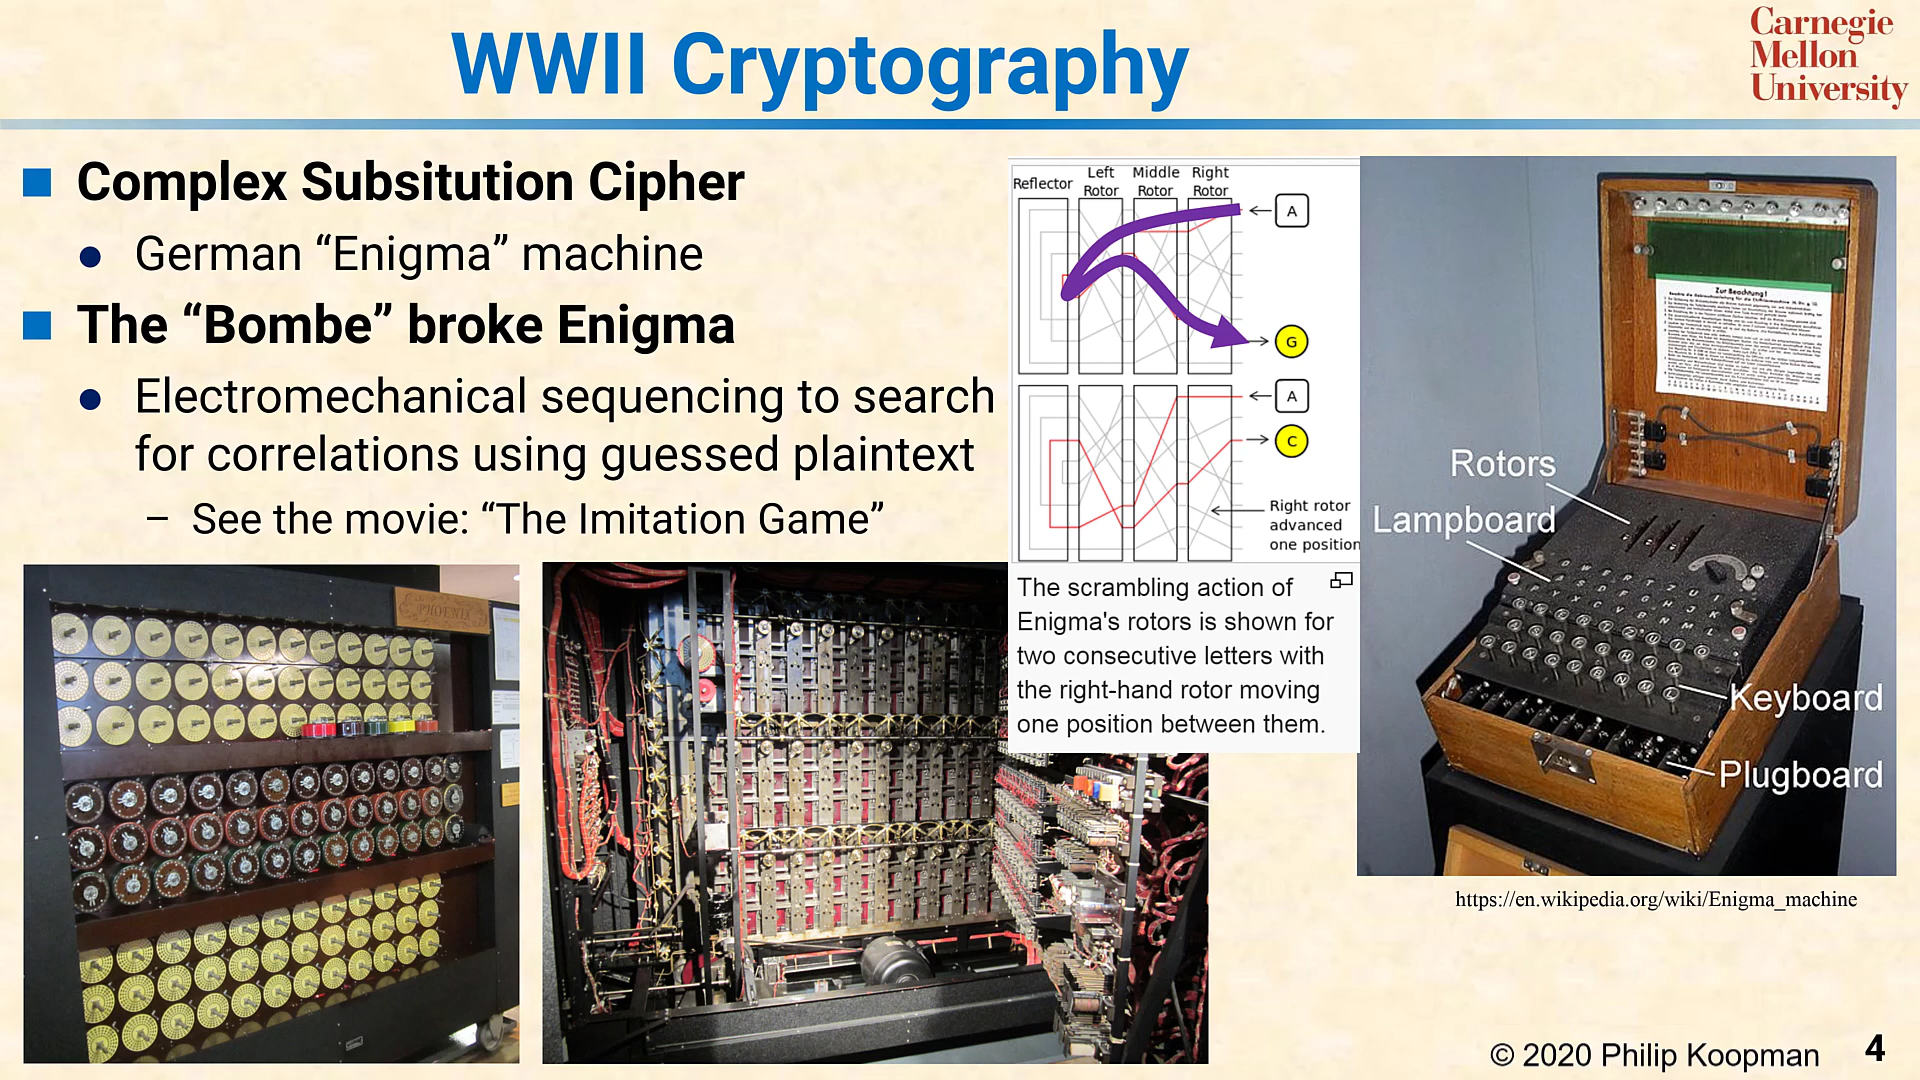 WWII Cryptography
Carnegie
Mellon
University
Complex Subsitution Cipher
German “Enigma” machine
The “Bombe” broke Enigma
Electromechanical sequencing to search
for correlations using guessed plaintext
– See the movie: “The Imitation Game”
Reflector
Left
Rotor
Middle
Rotor
Right
Rotor
A
G
A
C
Right rotor
advanced
one position
The scrambling action of
Enigma's rotors is shown for
two consecutive letters with
the right-hand rotor moving
one position between them.
Zur Beachtung!
Rotors
Lampboard
Keyboard
Plugboard
PHOENIX
https://en.wikipedia.org/wiki/Enigma_machine
© 2020 Philip Koopman
4